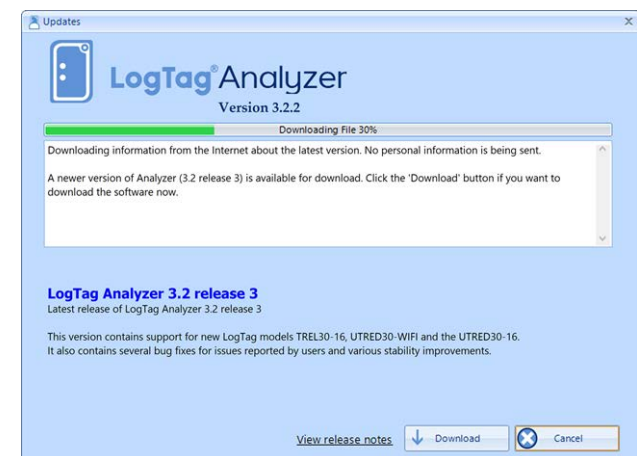 Updates
LogTag® Analyzer
Version 3.2.2
Downloading File 30%
Downloading information from the Internet about the latest version. No personal information is being sent.
A newer version of Analyzer (3.2 release 3) is available for download. Click the 'Download' button if you want to
download the software now.
LogTag Analyzer 3.2 release 3
Latest release of LogTag Analyzer 3.2 release 3
This version contains support for new LogTag models TREL30-16, UTRED30-WIFI and the UTRED30-16.
It also contains several bug fixes for issues reported by users and various stability improvements.
View release notes Download Cancel